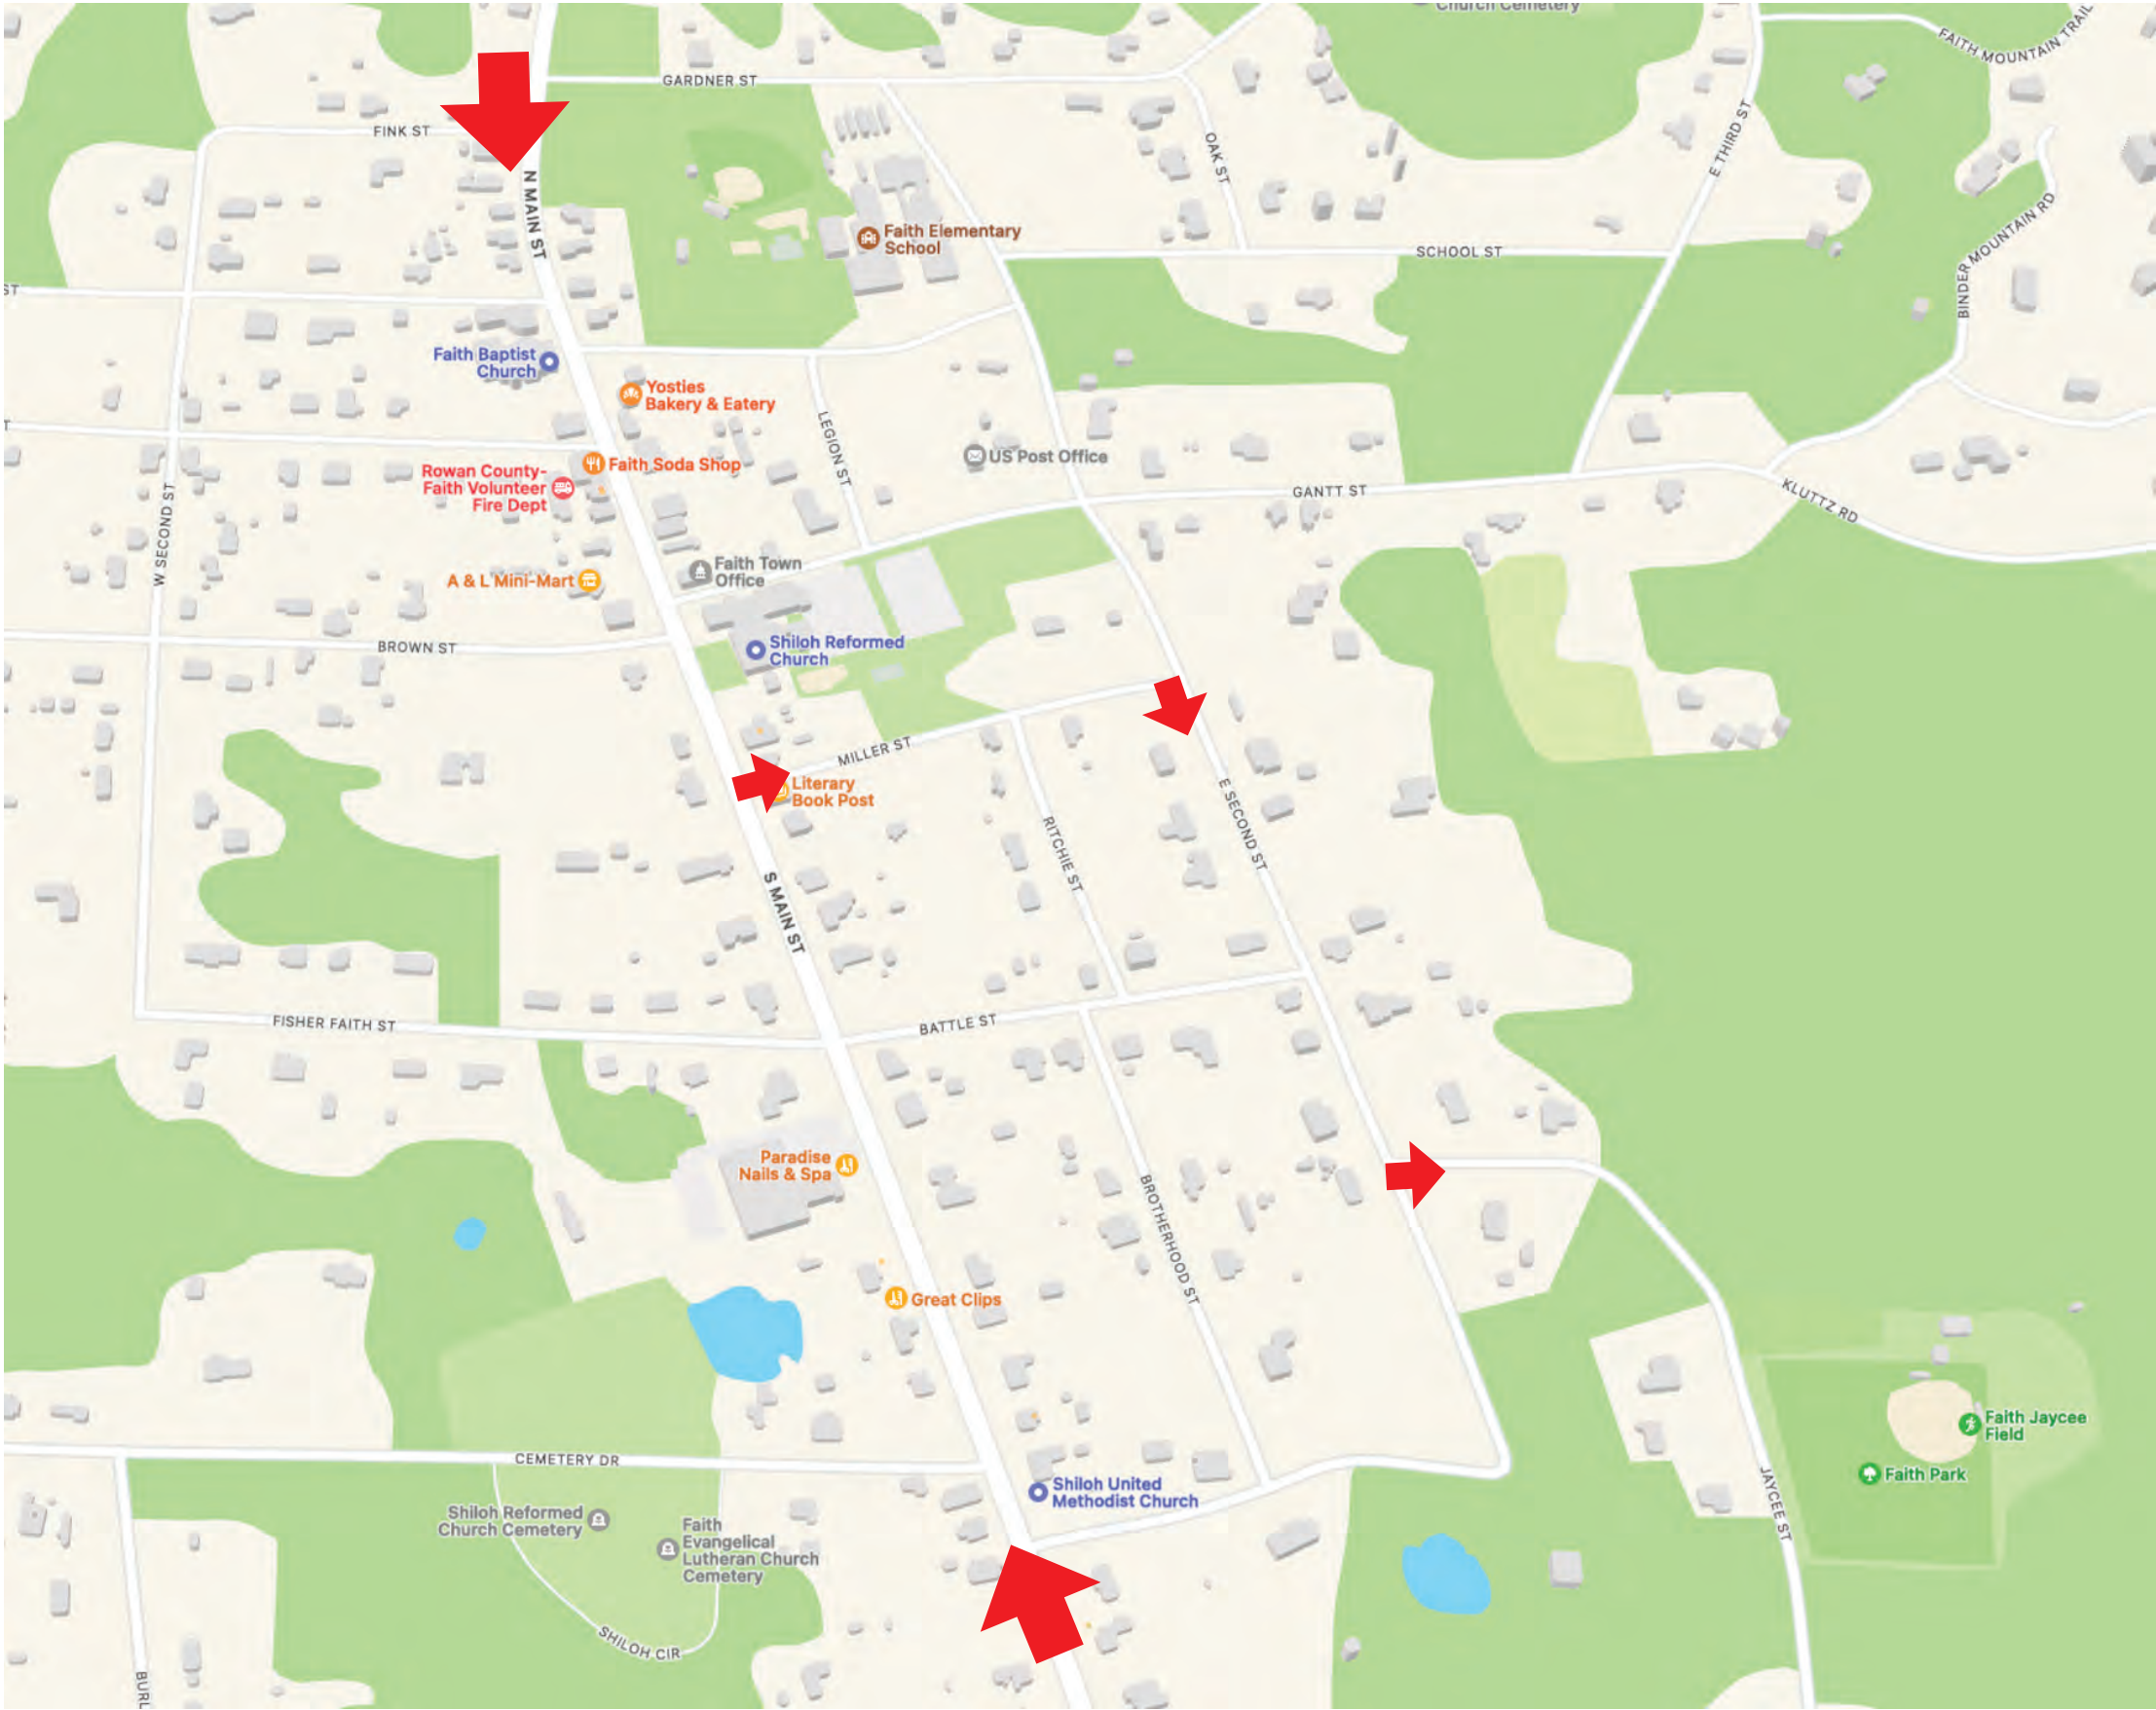 Church Cemetery
FAITH MOUNTAIN TRAIL
GARDNER ST
FINK ST
OAK ST
E THIRD ST
N MAIN ST
Faith Elementary
School
SCHOOL ST
BINDER MOUNTAIN RD
ST
Faith Baptist
Church
Yosties
Bakery & Eatery
LEGION ST
T
Faith Soda Shop
US Post Office
Rowan County-
Faith Volunteer
Fire Dept
GANTT ST
KLUTTZ RD
W SECOND ST
Faith Town
Office
A & L Mini-Mart
BROWN ST
Shiloh Reformed
Church
MILLER ST
Literary
Book Post
E SECOND ST
RITCHIE ST
S MAIN ST
FISHER FAITH ST
BATTLE ST
Paradise
Nails & Spa
BROTHERHOOD ST
Great Clips
Faith Jaycee
Field
Faith Park
CEMETERY DR
Shiloh United
Methodist Church
JAYCEE ST
Shiloh Reformed
Church Cemetery
Faith
Evangelical
Lutheran Church
Cemetery
SHILOH CIR
BURL